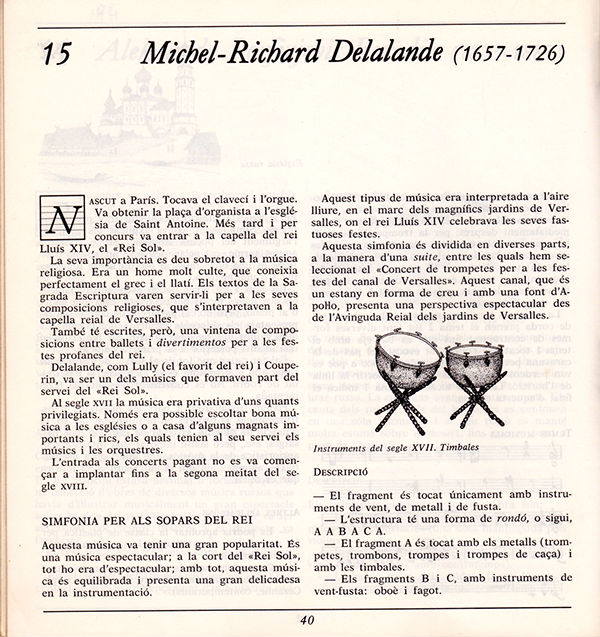 15 Michel-Richard Delalande (1657-1726)
NASCUT a París. Tocava el clavecí i l'orgue.
Va obtenir la plaça d'organista a l'esglé-
sia de Saint Antoine. Més tard i per
concurs va entrar a la capella del rei
Lluís XIV, el «Rei Sol».
La seva importància es deu sobretot a la música
religiosa. Era un home molt culte, que coneixia
perfectament el grec i el llatí. Els textos de la Sa-
grada Escriptura varen servir-li per a les seves
composicions religioses, que s'interpretaven a la
capella reial de Versalles.
També té escrites, però, una vintena de compo-
sicions entre ballets i divertimentos per a les fes-
tes profanes del rei.
Delalande, com Lully (el favorit del rei) i Coupe-
rin, va ser un dels músics que formaven part del
servei del «Rei Sol».
Al segle XVII la música era privativa d'uns quants
privilegiats. Només era possible escoltar bona mú-
sica a les esglésies o a casa d'alguns magnats im-
portants i rics, els quals tenien al seu servei els
músics i les orquestres.
L'entrada als concerts pagant no es va comen-
çar a implantar fins a la segona meitat del se-
gle XVIII.
SIMFONIA PER ALS SOPARS DEL REI
Aquesta música va tenir una gran popularitat. És
una música espectacular; a la cort del «Rei Sol»,
tot ho era d'espectacular; amb tot, aquesta músi-
ca és equilibrada i presenta una gran delicadesa
en la instrumentació.
Aquest tipus de música era interpretada a l'aire
lliure, en el marc dels magnífics jardins de Ver-
salles, on el rei Lluís XIV celebrava les seves fas-
tuoses festes.
Aquesta simfonia és dividida en diverses parts,
a la manera d'una suite, entre les quals hem se-
leccionat el «Concert de trompetes per a les fes-
tes del canal de Versalles». Aquest canal, que és
un estany en forma de creu i amb una font d'A-
pol·lo, presenta una perspectiva espectacular des
de l'Avinguda Reial dels jardins de Versalles.
Instruments del segle XVII. Timbales
DESCRIPCIÓ
— El fragment és tocat únicament amb instru-
ments de vent, de metall i de fusta.
— L'estructura té una forma de rondó, o sigui,
A A B A C A.
— El fragment A és tocat amb els metalls (trom-
petes, trombons, trompes i trompes de caça) i
amb les timbales.
— Els fragments B i C, amb instruments de
vent-fusta: oboè i fagot.
40